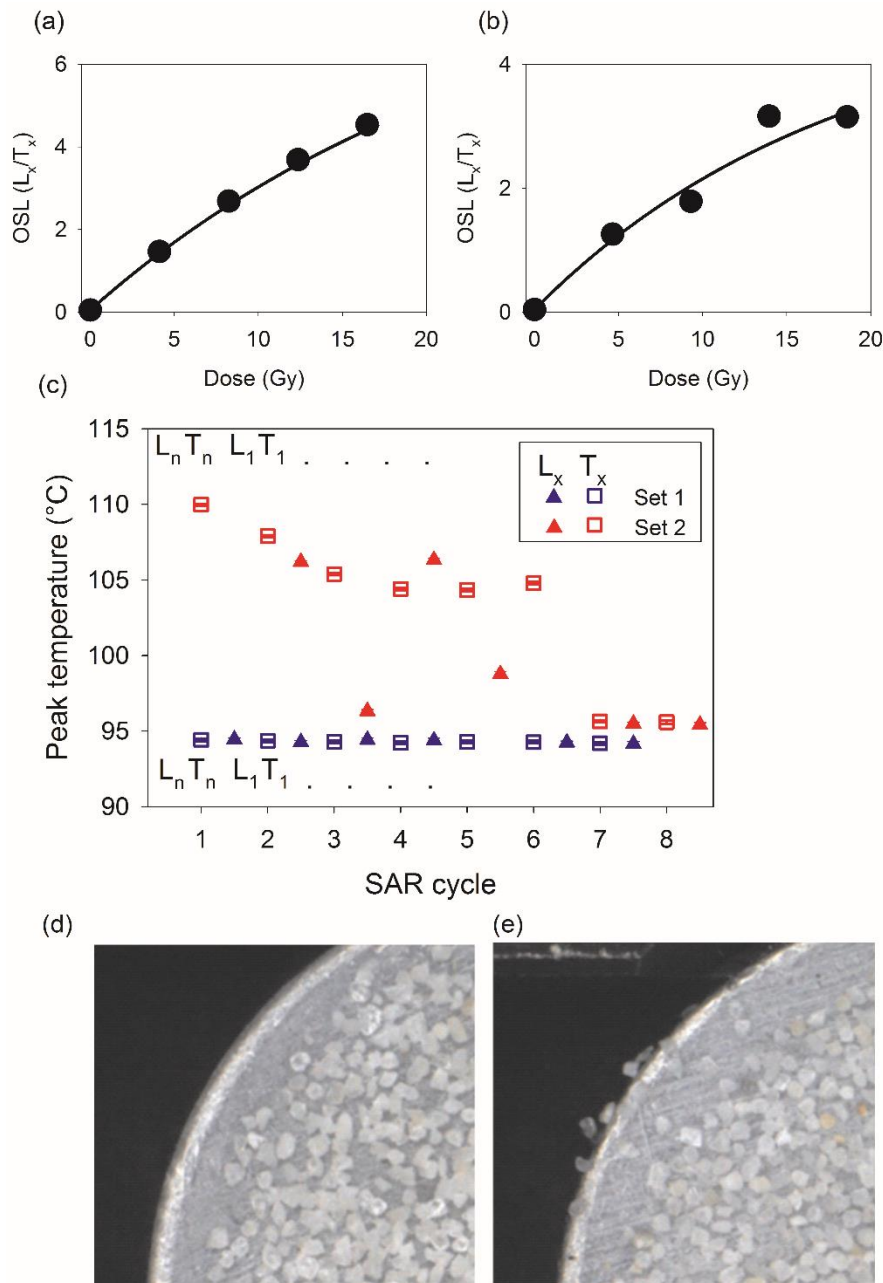 (a)
6
4
2
0
OSL (Lₓ/Tₓ)
0 5 10 15 20
Dose (Gy)
(b)
4
2
0
OSL (Lₓ/Tₓ)
0 5 10 15 20
Dose (Gy)
(c)
115
110
105
100
95
90
Peak temperature (°C)
LₙTₙ L₁T₁ . . . .
Lₓ Tₓ
Set 1
Set 2
LₙTₙ L₁T₁ . . . .
1 2 3 4 5 6 7 8
SAR cycle
(d)
(e)